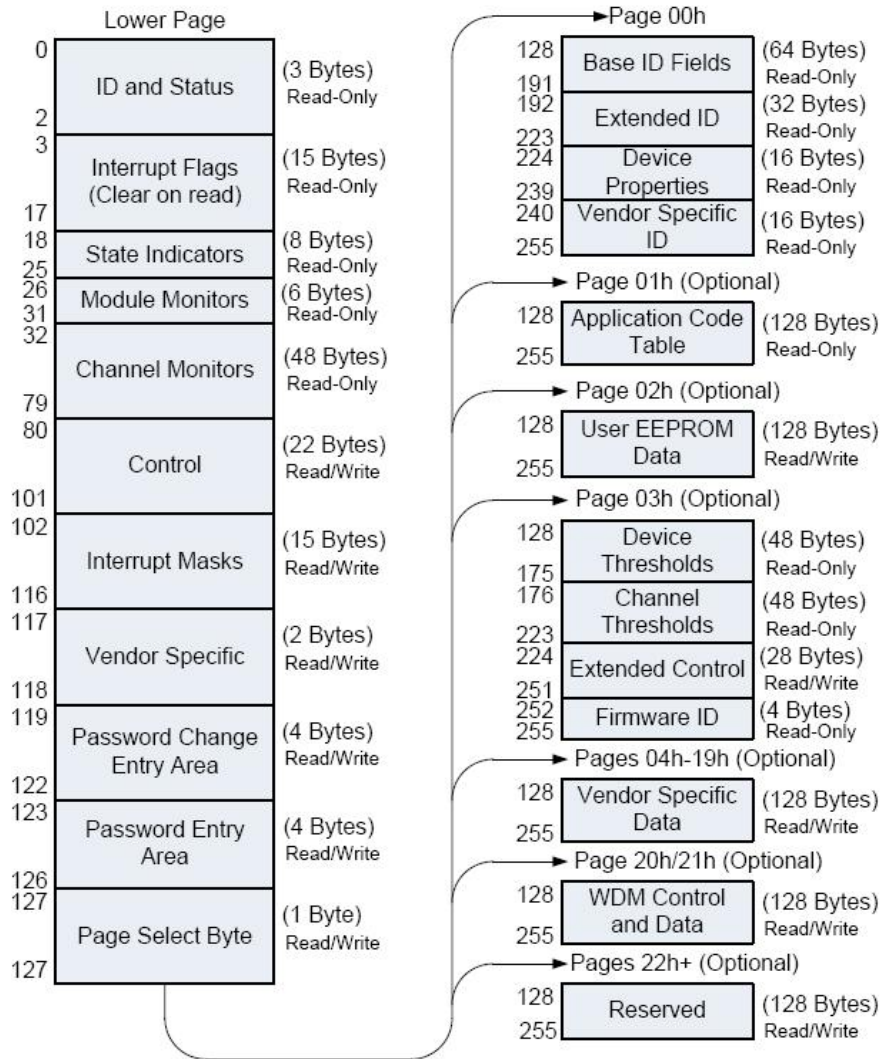 Lower Page
0
ID and Status
(3 Bytes)
Read-Only
2
3
Interrupt Flags
(Clear on read)
(15 Bytes)
Read-Only
17
18
State Indicators
(8 Bytes)
Read-Only
25
26
Module Monitors
(6 Bytes)
Read-Only
31
32
Channel Monitors
(48 Bytes)
Read-Only
79
80
Control
(22 Bytes)
Read/Write
101
102
Interrupt Masks
(15 Bytes)
Read/Write
116
117
Vendor Specific
(2 Bytes)
Read/Write
118
119
Password Change
Entry Area
(4 Bytes)
Read/Write
122
123
Password Entry
Area
(4 Bytes)
Read/Write
126
127
Page Select Byte
(1 Byte)
Read/Write
127
Page 00h
128
Base ID Fields
(64 Bytes)
Read-Only
191
192
Extended ID
(32 Bytes)
Read-Only
223
224
Device
Properties
(16 Bytes)
Read-Only
239
240
Vendor Specific
ID
(16 Bytes)
Read-Only
255
Page 01h (Optional)
128
Application Code
Table
(128 Bytes)
Read-Only
255
Page 02h (Optional)
128
User EEPROM
Data
(128 Bytes)
Read/Write
255
Page 03h (Optional)
128
Device
Thresholds
(48 Bytes)
Read-Only
175
176
Channel
Thresholds
(48 Bytes)
Read-Only
223
224
Extended Control
(28 Bytes)
Read/Write
251
252
Firmware ID
(4 Bytes)
Read-Only
255
Pages 04h-19h (Optional)
128
Vendor Specific
Data
(128 Bytes)
Read/Write
255
Page 20h/21h (Optional)
128
WDM Control
and Data
(128 Bytes)
Read/Write
255
Pages 22h+ (Optional)
128
Reserved
(128 Bytes)
Read/Write
255